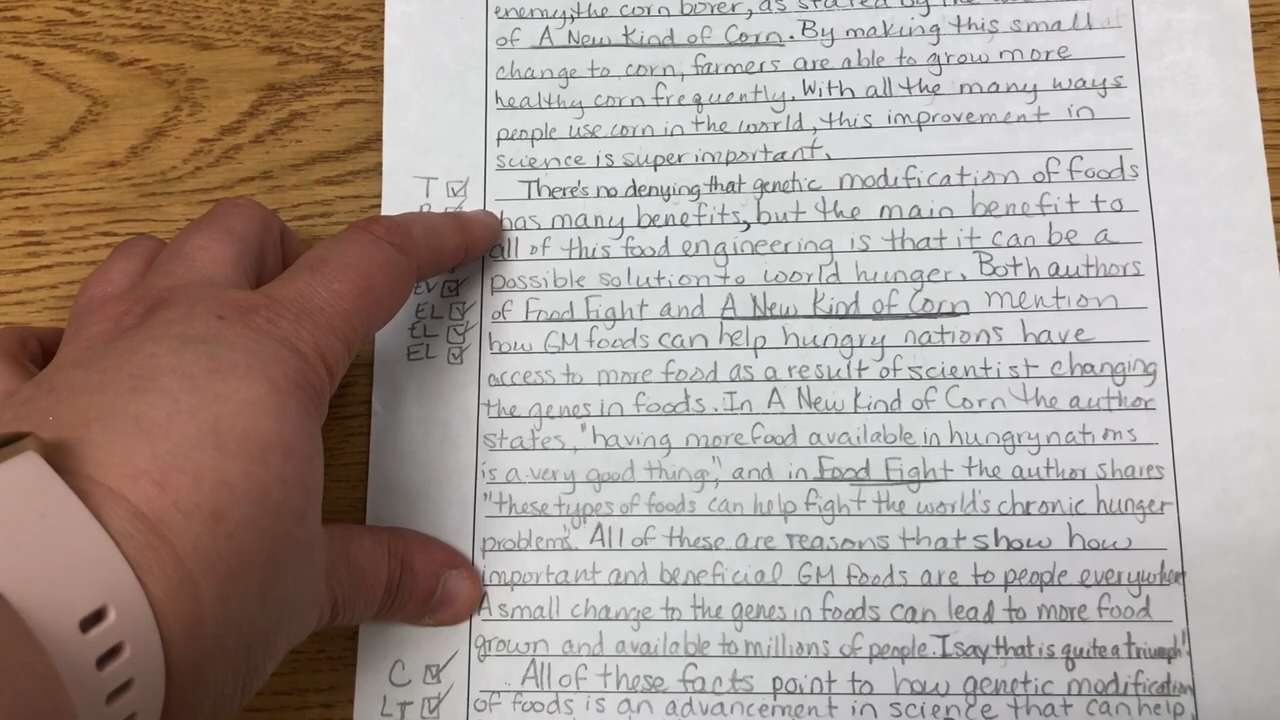 enemy, the corn borer, as stated by the
of A New Kind of Corn. By making this small
change to corn, farmers are able to grow more
healthy corn frequently. With all the many ways
people use corn in the world, this improvement in
science is super important.
T There's no denying that genetic modification of foods
has many benefits, but the main benefit to
all of this food engineering is that it can be a
possible solution to world hunger. Both authors
EV
of Food Fight and A New Kind of Corn mention
EL
how GM foods can help hungry nations have
EL
EL
access to more food as a result of scientist changing
the genes in foods. In A New Kind of Corn the author
states, "having more food available in hungry nations
is a very good thing", and in Food Fight the author shares
"these types of foods can help fight the world's chronic hunger
problems". All of these are reasons that show how
important and beneficial GM foods are to people everywher
A small change to the genes in foods can lead to more food
grown and available to millions of people. I say that is quite a triumph!
C All of these facts point to how genetic modification
LT of foods is an advancement in science that can help